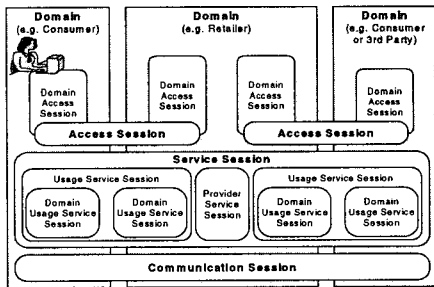 Domain
(e.g. Consumer)
Domain
(e.g. Retailer)
Domain
(e.g. Consumer
or 3rd Party)
Domain
Access
Session
Domain
Access
Session
Domain
Access
Session
Domain
Access
Session
Access Session
Access Session
Service Session
Usage Service Session
Domain
Usage Service
Session
Domain
Usage Service
Session
Provider
Service
Session
Usage Service Session
Domain
Usage Service
Session
Domain
Usage Service
Session
Communication Session